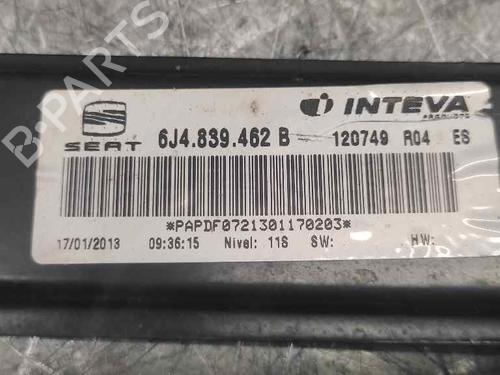 INTEVA
PRODUCTS
SEAT
6J4.839.462 B 120749 R04 ES
*PAPDF0721301170203*
17/01/2013 09:36:15 Nivel: 11S SW: HW:
B-PARTS